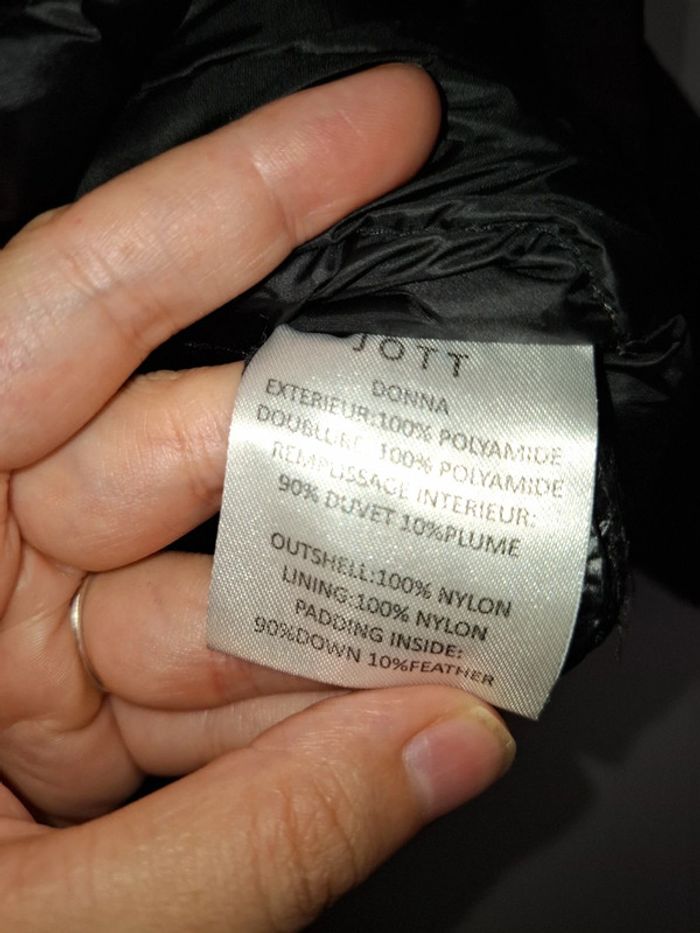 JOTT
DONNA
EXTERIEUR:100% POLYAMIDE
DOUBLURE: 100% POLYAMIDE
REMPLISSAGE INTERIEUR:
90% DUVET 10%PLUME
OUTSHELL:100% NYLON
LINING:100% NYLON
PADDING INSIDE:
90%DOWN 10%FEATHER